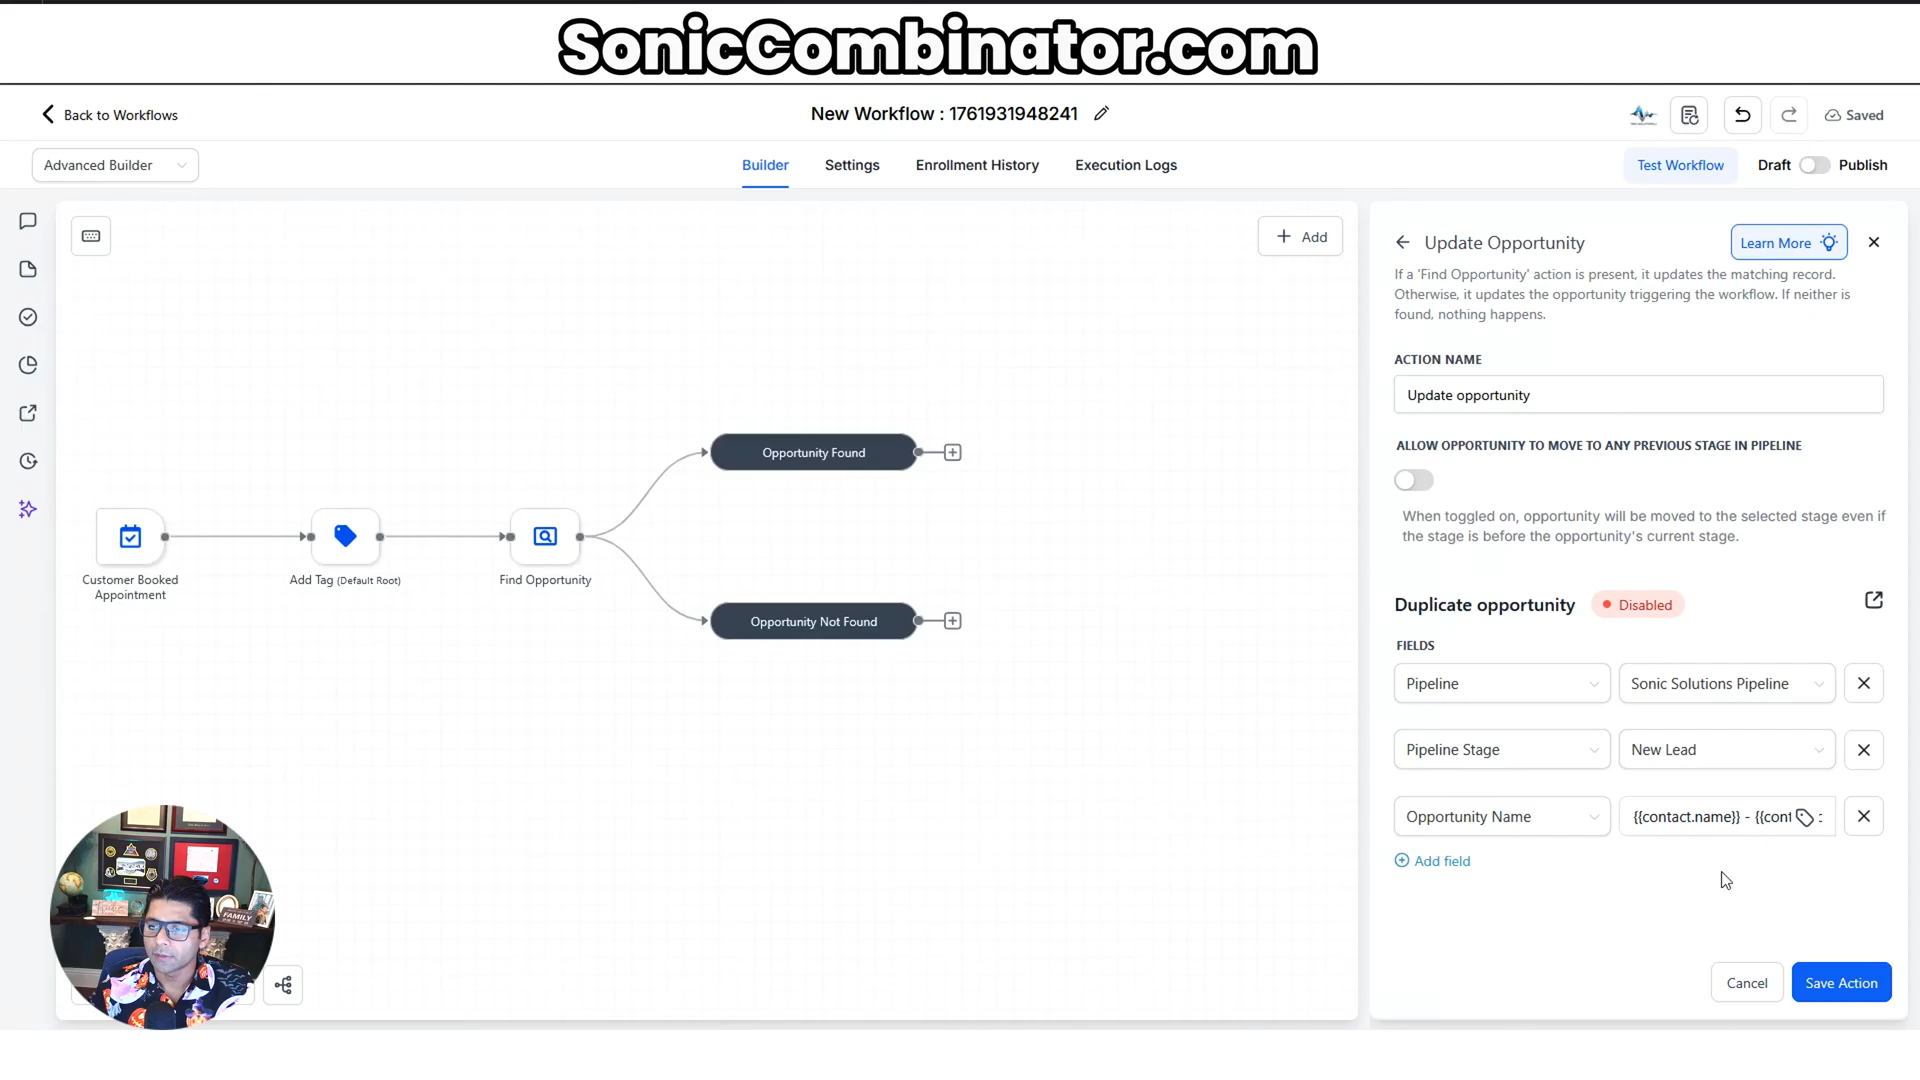 SonicCombinator.com
Back to Workflows
New Workflow : 1761931948241
Saved
Advanced Builder
Builder
Settings
Enrollment History
Execution Logs
Test Workflow
Draft
Publish
Add
Customer Booked
Appointment
Add Tag (Default Root)
Find Opportunity
Opportunity Found
Opportunity Not Found
FAMILY
Update Opportunity
Learn More
If a 'Find Opportunity' action is present, it updates the matching record.
Otherwise, it updates the opportunity triggering the workflow. If neither is
found, nothing happens.
ACTION NAME
Update opportunity
ALLOW OPPORTUNITY TO MOVE TO ANY PREVIOUS STAGE IN PIPELINE
When toggled on, opportunity will be moved to the selected stage even if
the stage is before the opportunity's current stage.
Duplicate opportunity
Disabled
FIELDS
Pipeline
Sonic Solutions Pipeline
Pipeline Stage
New Lead
Opportunity Name
{{contact.name}} - {{cont
Add field
Cancel
Save Action